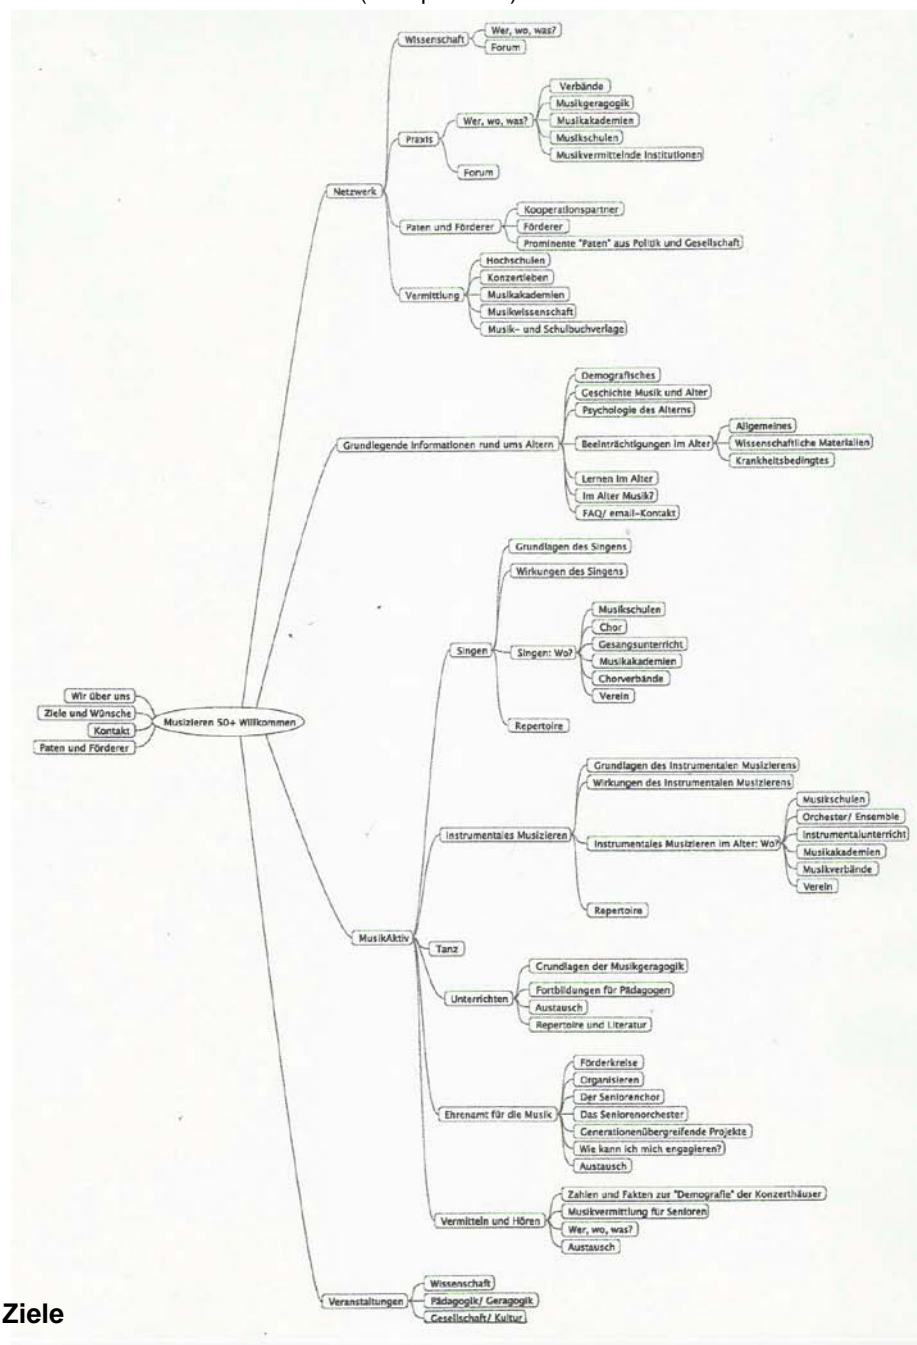 Wissenschaft
Wer, wo, was?
Forum
Praxis
Wer, wo, was?
Verbände
Musikgeragogik
Musikakademien
Musikschulen
Musikvermittelnde Institutionen
Forum
Netzwerk
Paten und Förderer
Kooperationspartner
Förderer
Prominente "Paten" aus Politik und Gesellschaft
Vermittlung
Hochschulen
Konzertleben
Musikakademien
Musikwissenschaft
Musik- und Schulbuchverlage
Grundlegende Informationen rund ums Altern
Demografisches
Geschichte Musik und Alter
Psychologie des Alterns
Beeinträchtigungen im Alter
Allgemeines
Wissenschaftliche Materialien
Krankheitsbedingtes
Lernen im Alter
Im Alter Musik?
FAQ/ email-Kontakt
Singen
Grundlagen des Singens
Wirkungen des Singens
Singen: Wo?
Musikschulen
Chor
Gesangsunterricht
Musikakademien
Chorverbände
Verein
Repertoire
Wir über uns
Ziele und Wünsche
Kontakt
Paten und Förderer
Musizieren 50+ Willkommen
Instrumentales Musizieren
Grundlagen des Instrumentalen Musizierens
Wirkungen des Instrumentalen Musizierens
Instrumentales Musizieren im Alter: Wo?
Musikschulen
Orchester/ Ensemble
Instrumentalunterricht
Musikakademien
Musikverbände
Verein
Repertoire
MusikAktiv
Tanz
Unterrichten
Grundlagen der Musikgeragogik
Fortbildungen für Pädagogen
Austausch
Repertoire und Literatur
Ehrenamt für die Musik
Förderkreise
Organisieren
Der Seniorenchor
Das Seniorenorchester
Generationenübergreifende Projekte
Wie kann ich mich engagieren?
Austausch
Vermitteln und Hören
Zahlen und Fakten zur "Demografie" der Konzerthäuser
Musikvermittlung für Senioren
Wer, wo, was?
Austausch
Veranstaltungen
Wissenschaft
Pädagogik/ Geragogik
Gesellschaft/ Kultur
Ziele